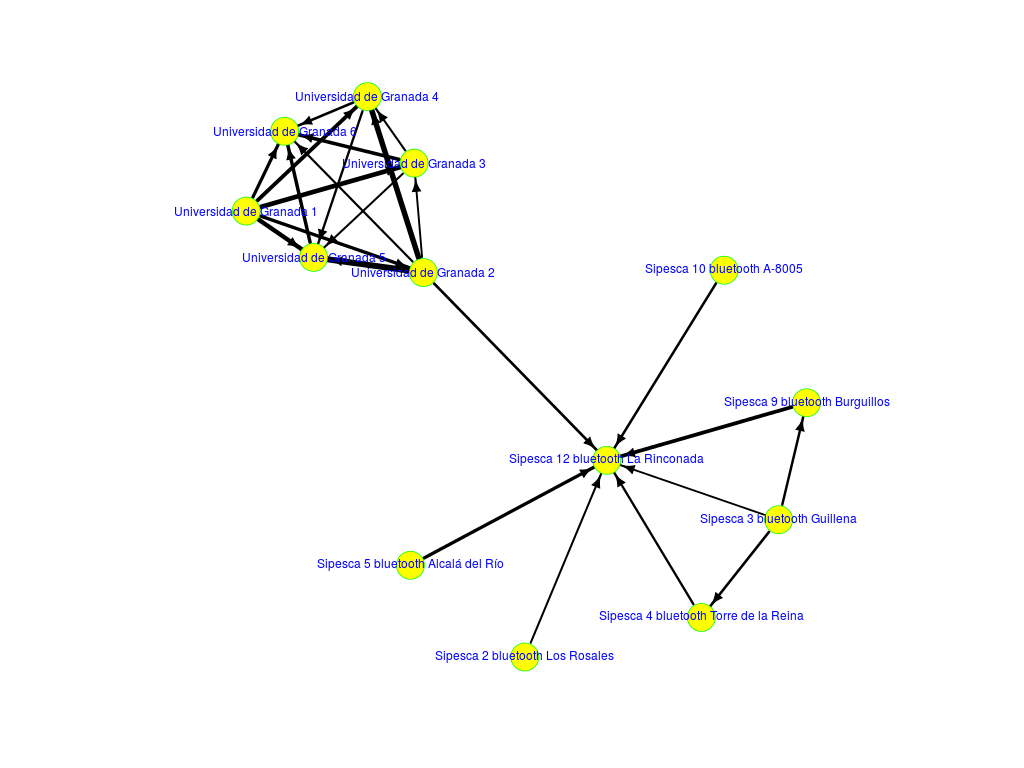 Universidad de Granada 4
Universidad de Granada 6
Universidad de Granada 3
Universidad de Granada 1
Universidad de Granada 5
Universidad de Granada 2
Sipesca 10 bluetooth A-8005
Sipesca 9 bluetooth Burguillos
Sipesca 12 bluetooth La Rinconada
Sipesca 3 bluetooth Guillena
Sipesca 5 bluetooth Alcalá del Río
Sipesca 4 bluetooth Torre de la Reina
Sipesca 2 bluetooth Los Rosales